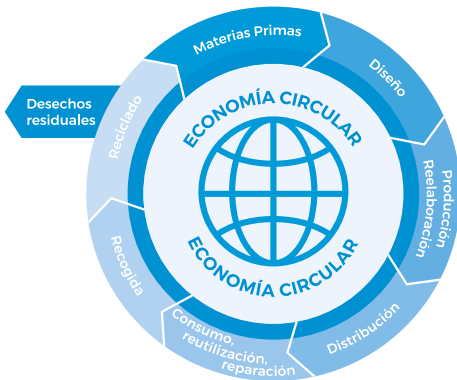 Materias Primas
Diseño
Producción
Reelaboración
Distribución
Consumo,
reutilización,
reparación
Recogida
Reciclado
Desechos
residuales
ECONOMÍA CIRCULAR
ECONOMÍA CIRCULAR